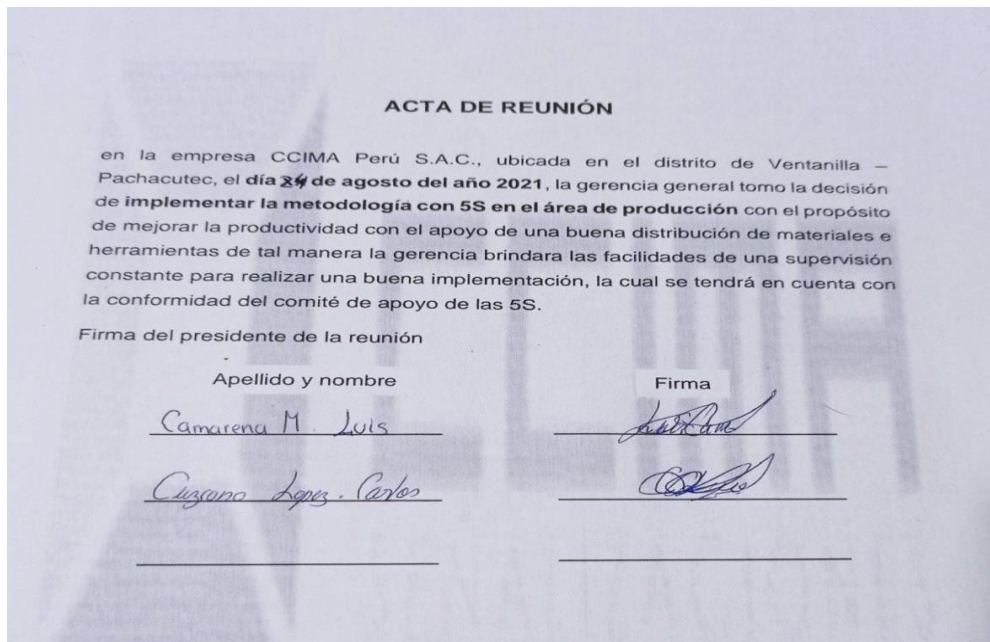 ACTA DE REUNIÓN
en la empresa CCIMA Perú S.A.C., ubicada en el distrito de Ventanilla –
Pachacutec, el día 24 de agosto del año 2021, la gerencia general tomo la decisión
de implementar la metodología con 5S en el área de producción con el propósito
de mejorar la productividad con el apoyo de una buena distribución de materiales e
herramientas de tal manera la gerencia brindara las facilidades de una supervisión
constante para realizar una buena implementación, la cual se tendrá en cuenta con
la conformidad del comité de apoyo de las 5S.
Firma del presidente de la reunión
Apellido y nombre Firma
Camarena M. Luis
Cuzcano Lopez. Carlos